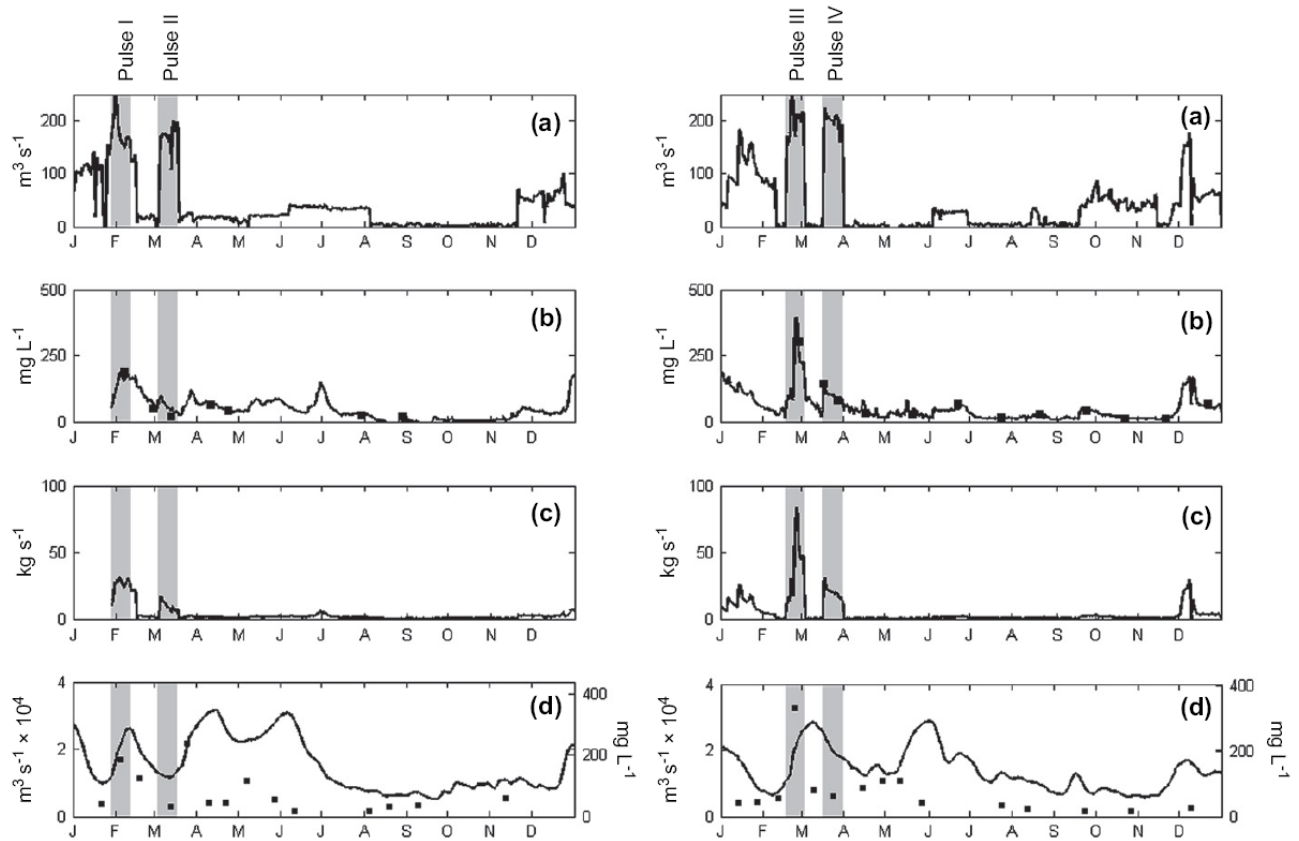 Pulse I
Pulse II
200
100
0
m³ s⁻¹
(a)
J F M A M J J A S O N D
500
250
0
mg L⁻¹
(b)
J F M A M J J A S O N D
100
50
0
kg s⁻¹
(c)
J F M A M J J A S O N D
4
2
0
m³ s⁻¹ × 10⁴
(d)
400
200
0
mg L⁻¹
J F M A M J J A S O N D
Pulse III
Pulse IV
200
100
0
m³ s⁻¹
(a)
J F M A M J J A S O N D
500
250
0
mg L⁻¹
(b)
J F M A M J J A S O N D
100
50
0
kg s⁻¹
(c)
J F M A M J J A S O N D
4
2
0
m³ s⁻¹ × 10⁴
(d)
400
200
0
mg L⁻¹
J F M A M J J A S O N D